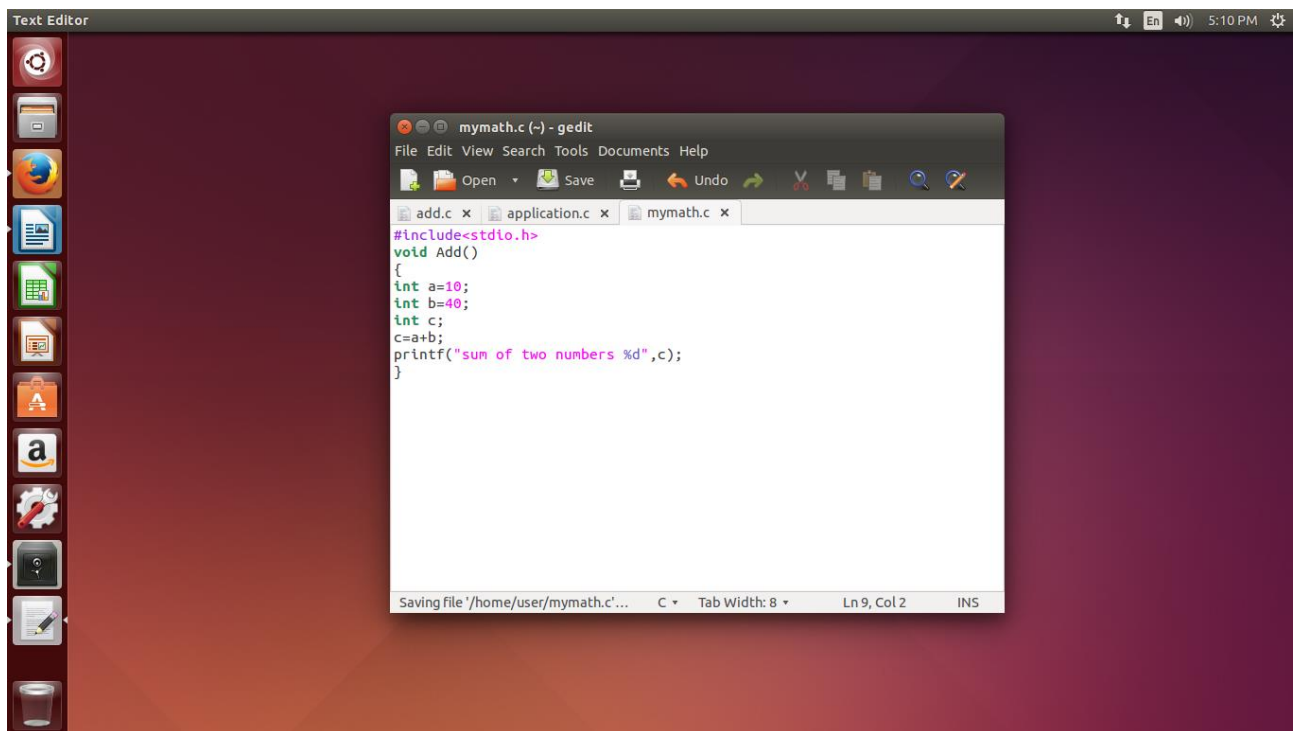 Text Editor
En
5:10 PM
mymath.c (~) - gedit
File Edit View Search Tools Documents Help
Open Save Undo
add.c application.c mymath.c
#include<stdio.h>
void Add()
{
int a=10;
int b=40;
int c;
c=a+b;
printf("sum of two numbers %d",c);
}
Saving file '/home/user/mymath.c'... C Tab Width: 8 Ln 9, Col 2 INS